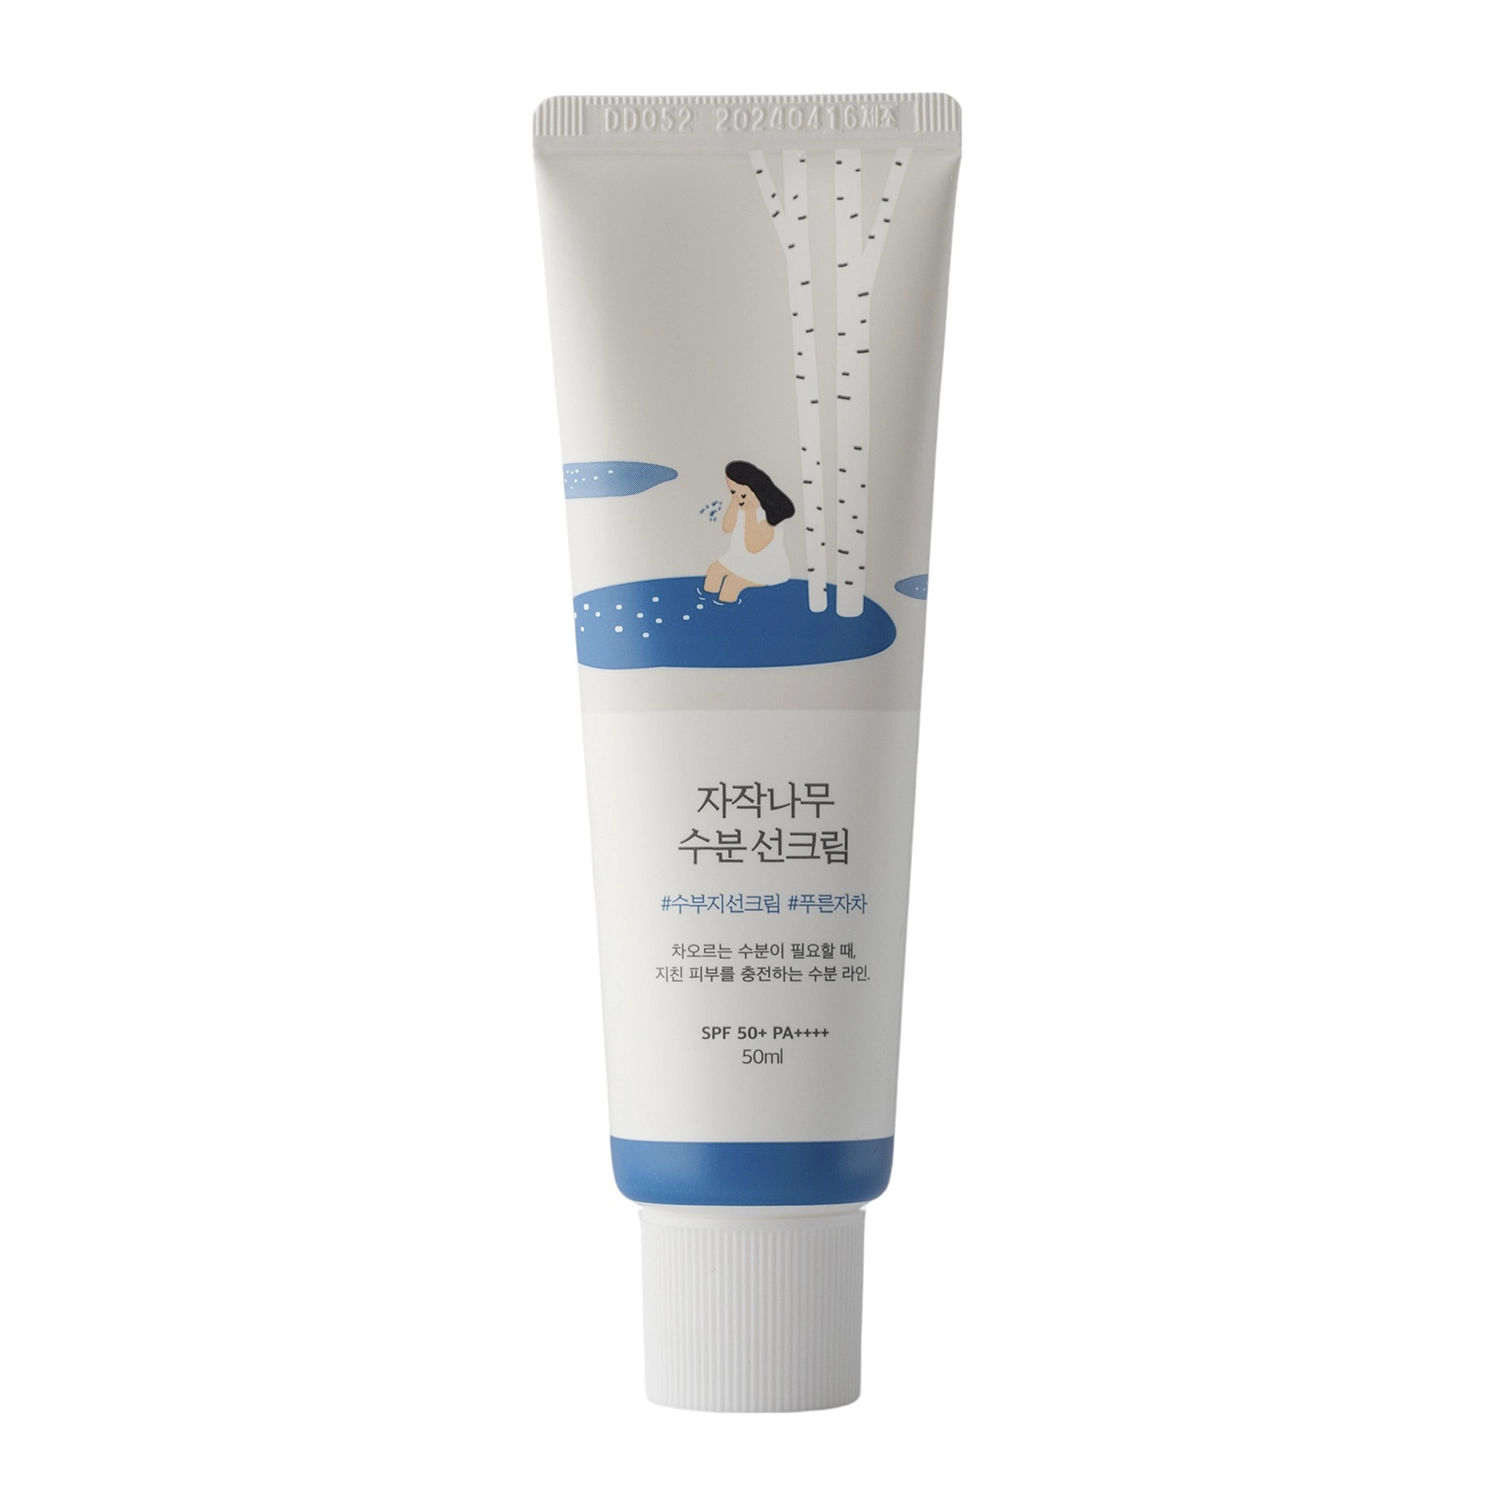 DD052 20240416제조
자작나무
수분 선크림
#수부지선크림 #푸른자차
차오르는 수분이 필요할 때,
지친 피부를 충전하는 수분 라인.
SPF 50+ PA++++
50ml